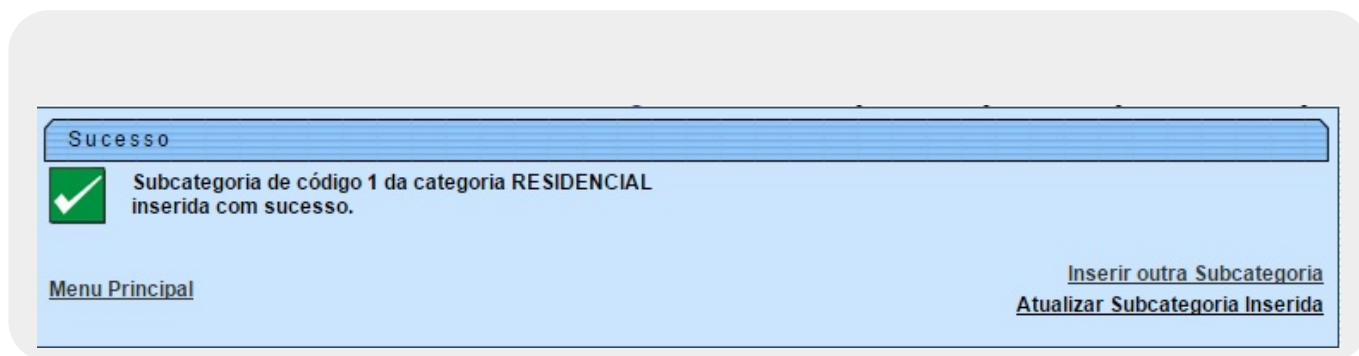 Sucesso
Subcategoria de código 1 da categoria RESIDENCIAL
inserida com sucesso.
Inserir outra Subcategoria
Menu Principal
Atualizar Subcategoria Inserida